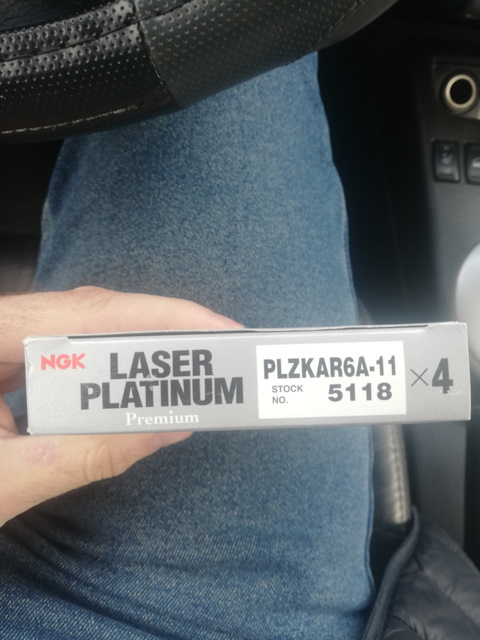 NGK
LASER
PLATINUM
Premium
PLZKAR6A-11
STOCK
NO.
5118
×4